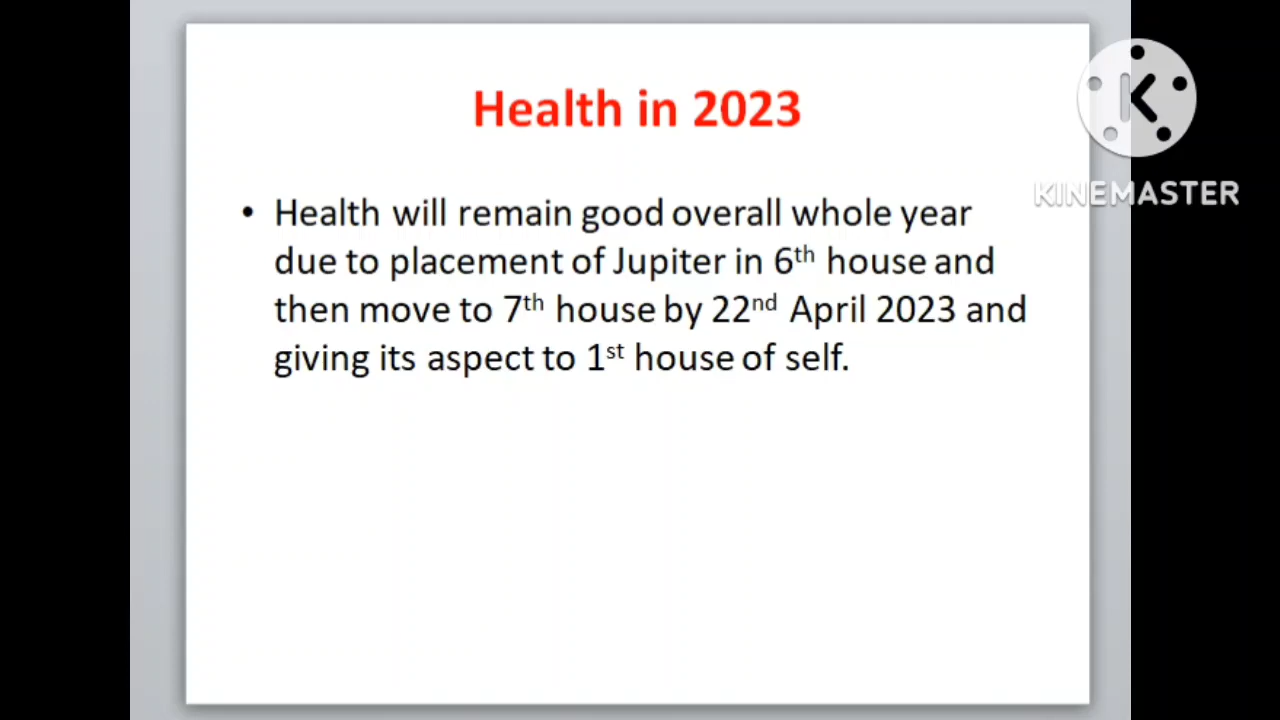 Health in 2023
KINEMASTER
• Health will remain good overall whole year
due to placement of Jupiter in 6th house and
then move to 7th house by 22nd April 2023 and
giving its aspect to 1st house of self.